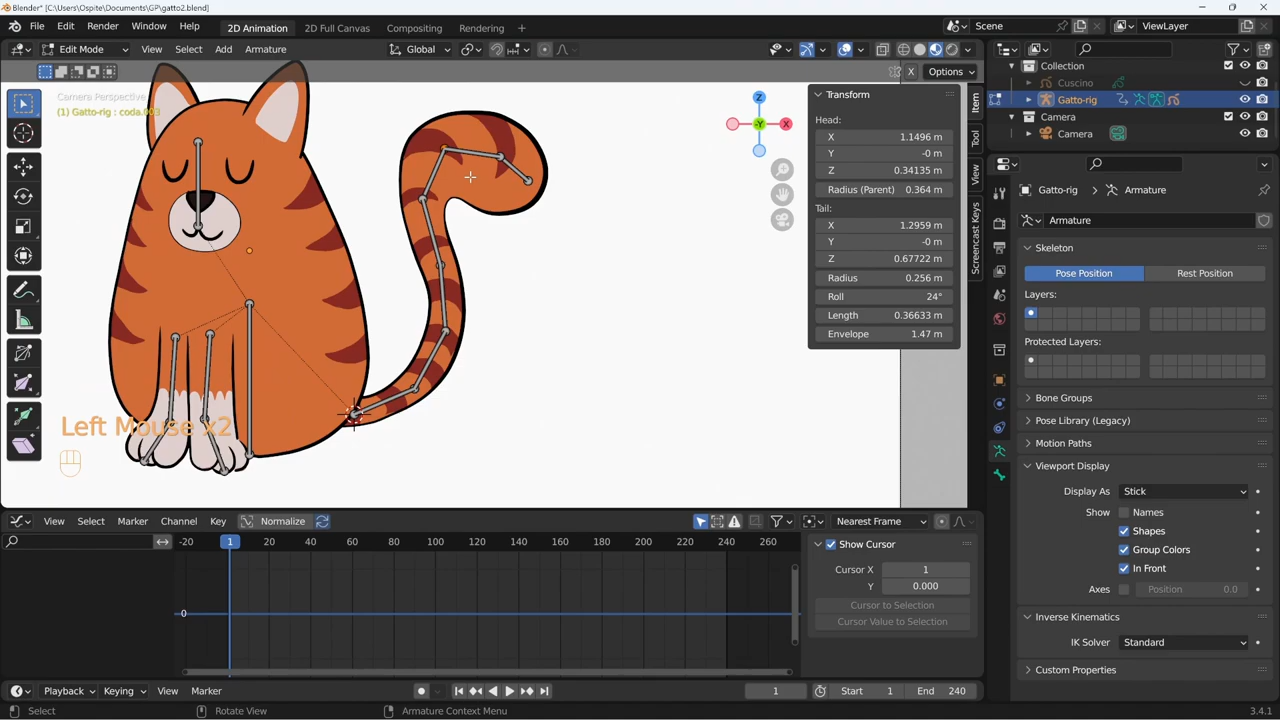 Blender* [C:\Users\Ospite\Documents\GP\gatto2.blend]
File Edit Render Window Help 2D Animation 2D Full Canvas Compositing Rendering + Scene ViewLayer
Edit Mode View Select Add Armature Global
X Options
Camera Perspective
(1) Gatto-rig : coda.003
Left Mouse x2
Z
-Y
X
Transform
Head:
X 1.1496 m
Y -0 m
Z 0.34135 m
Radius (Parent) 0.364 m
Tail:
X 1.2959 m
Y -0 m
Z 0.67722 m
Radius 0.256 m
Roll 24°
Length 0.36633 m
Envelope 1.47 m
Item
Tool
View
Screencast Keys
Collection
Cuscino
Gatto-rig
Camera
Camera
Gatto-rig > Armature
Armature
Skeleton
Pose Position Rest Position
Layers:
Protected Layers:
Bone Groups
Pose Library (Legacy)
Motion Paths
Viewport Display
Display As Stick
Show Names
Shapes
Group Colors
In Front
Axes Position 0.0
Inverse Kinematics
IK Solver Standard
Custom Properties
View Select Marker Channel Key Normalize Nearest Frame
-20 1 20 40 60 80 100 120 140 160 180 200 220 240 260
0
Show Cursor
Cursor X 1
Y 0.000
Cursor to Selection
Cursor Value to Selection
Playback Keying View Marker 1 Start 1 End 240
Select Rotate View Armature Context Menu 3.4.1